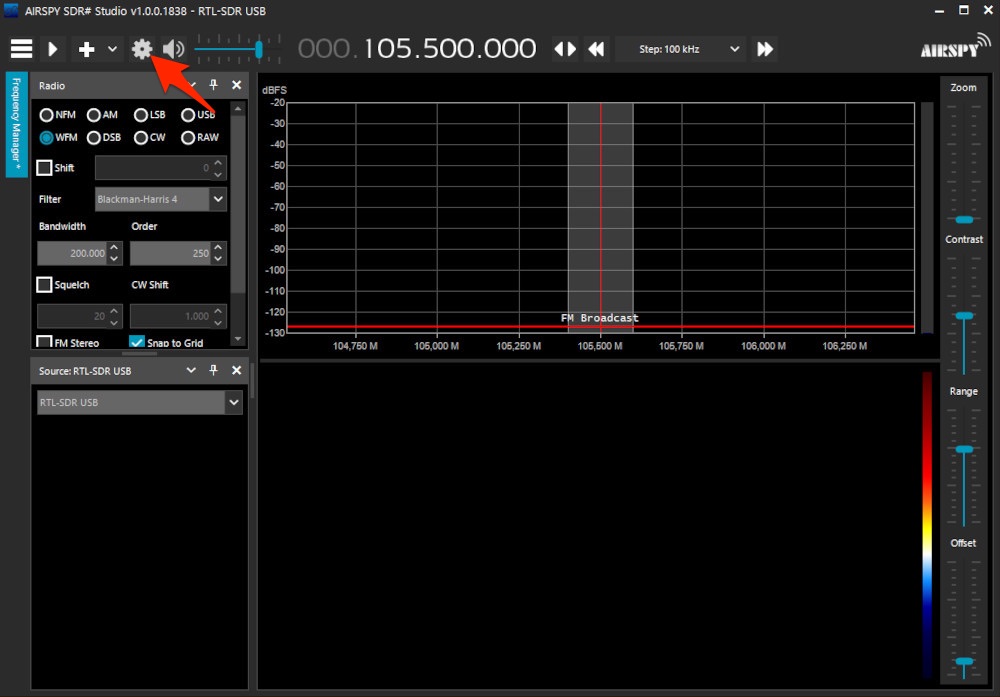 AIRSPY SDR# Studio v1.0.0.1838 - RTL-SDR USB
000.105.500.000
Step: 100 kHz
AIRSPY
Frequency Manager *
Radio
NFM AM LSB USB
WFM DSB CW RAW
Shift 0
Filter Blackman-Harris 4
Bandwidth Order
200.000 250
Squelch CW Shift
20 1.000
FM Stereo Snap to Grid
Source: RTL-SDR USB
RTL-SDR USB
dBFS
-20
-30
-40
-50
-60
-70
-80
-90
-100
-110
-120
-130
FM Broadcast
104,750 M 105,000 M 105,250 M 105,500 M 105,750 M 106,000 M 106,250 M
Zoom
Contrast
Range
Offset